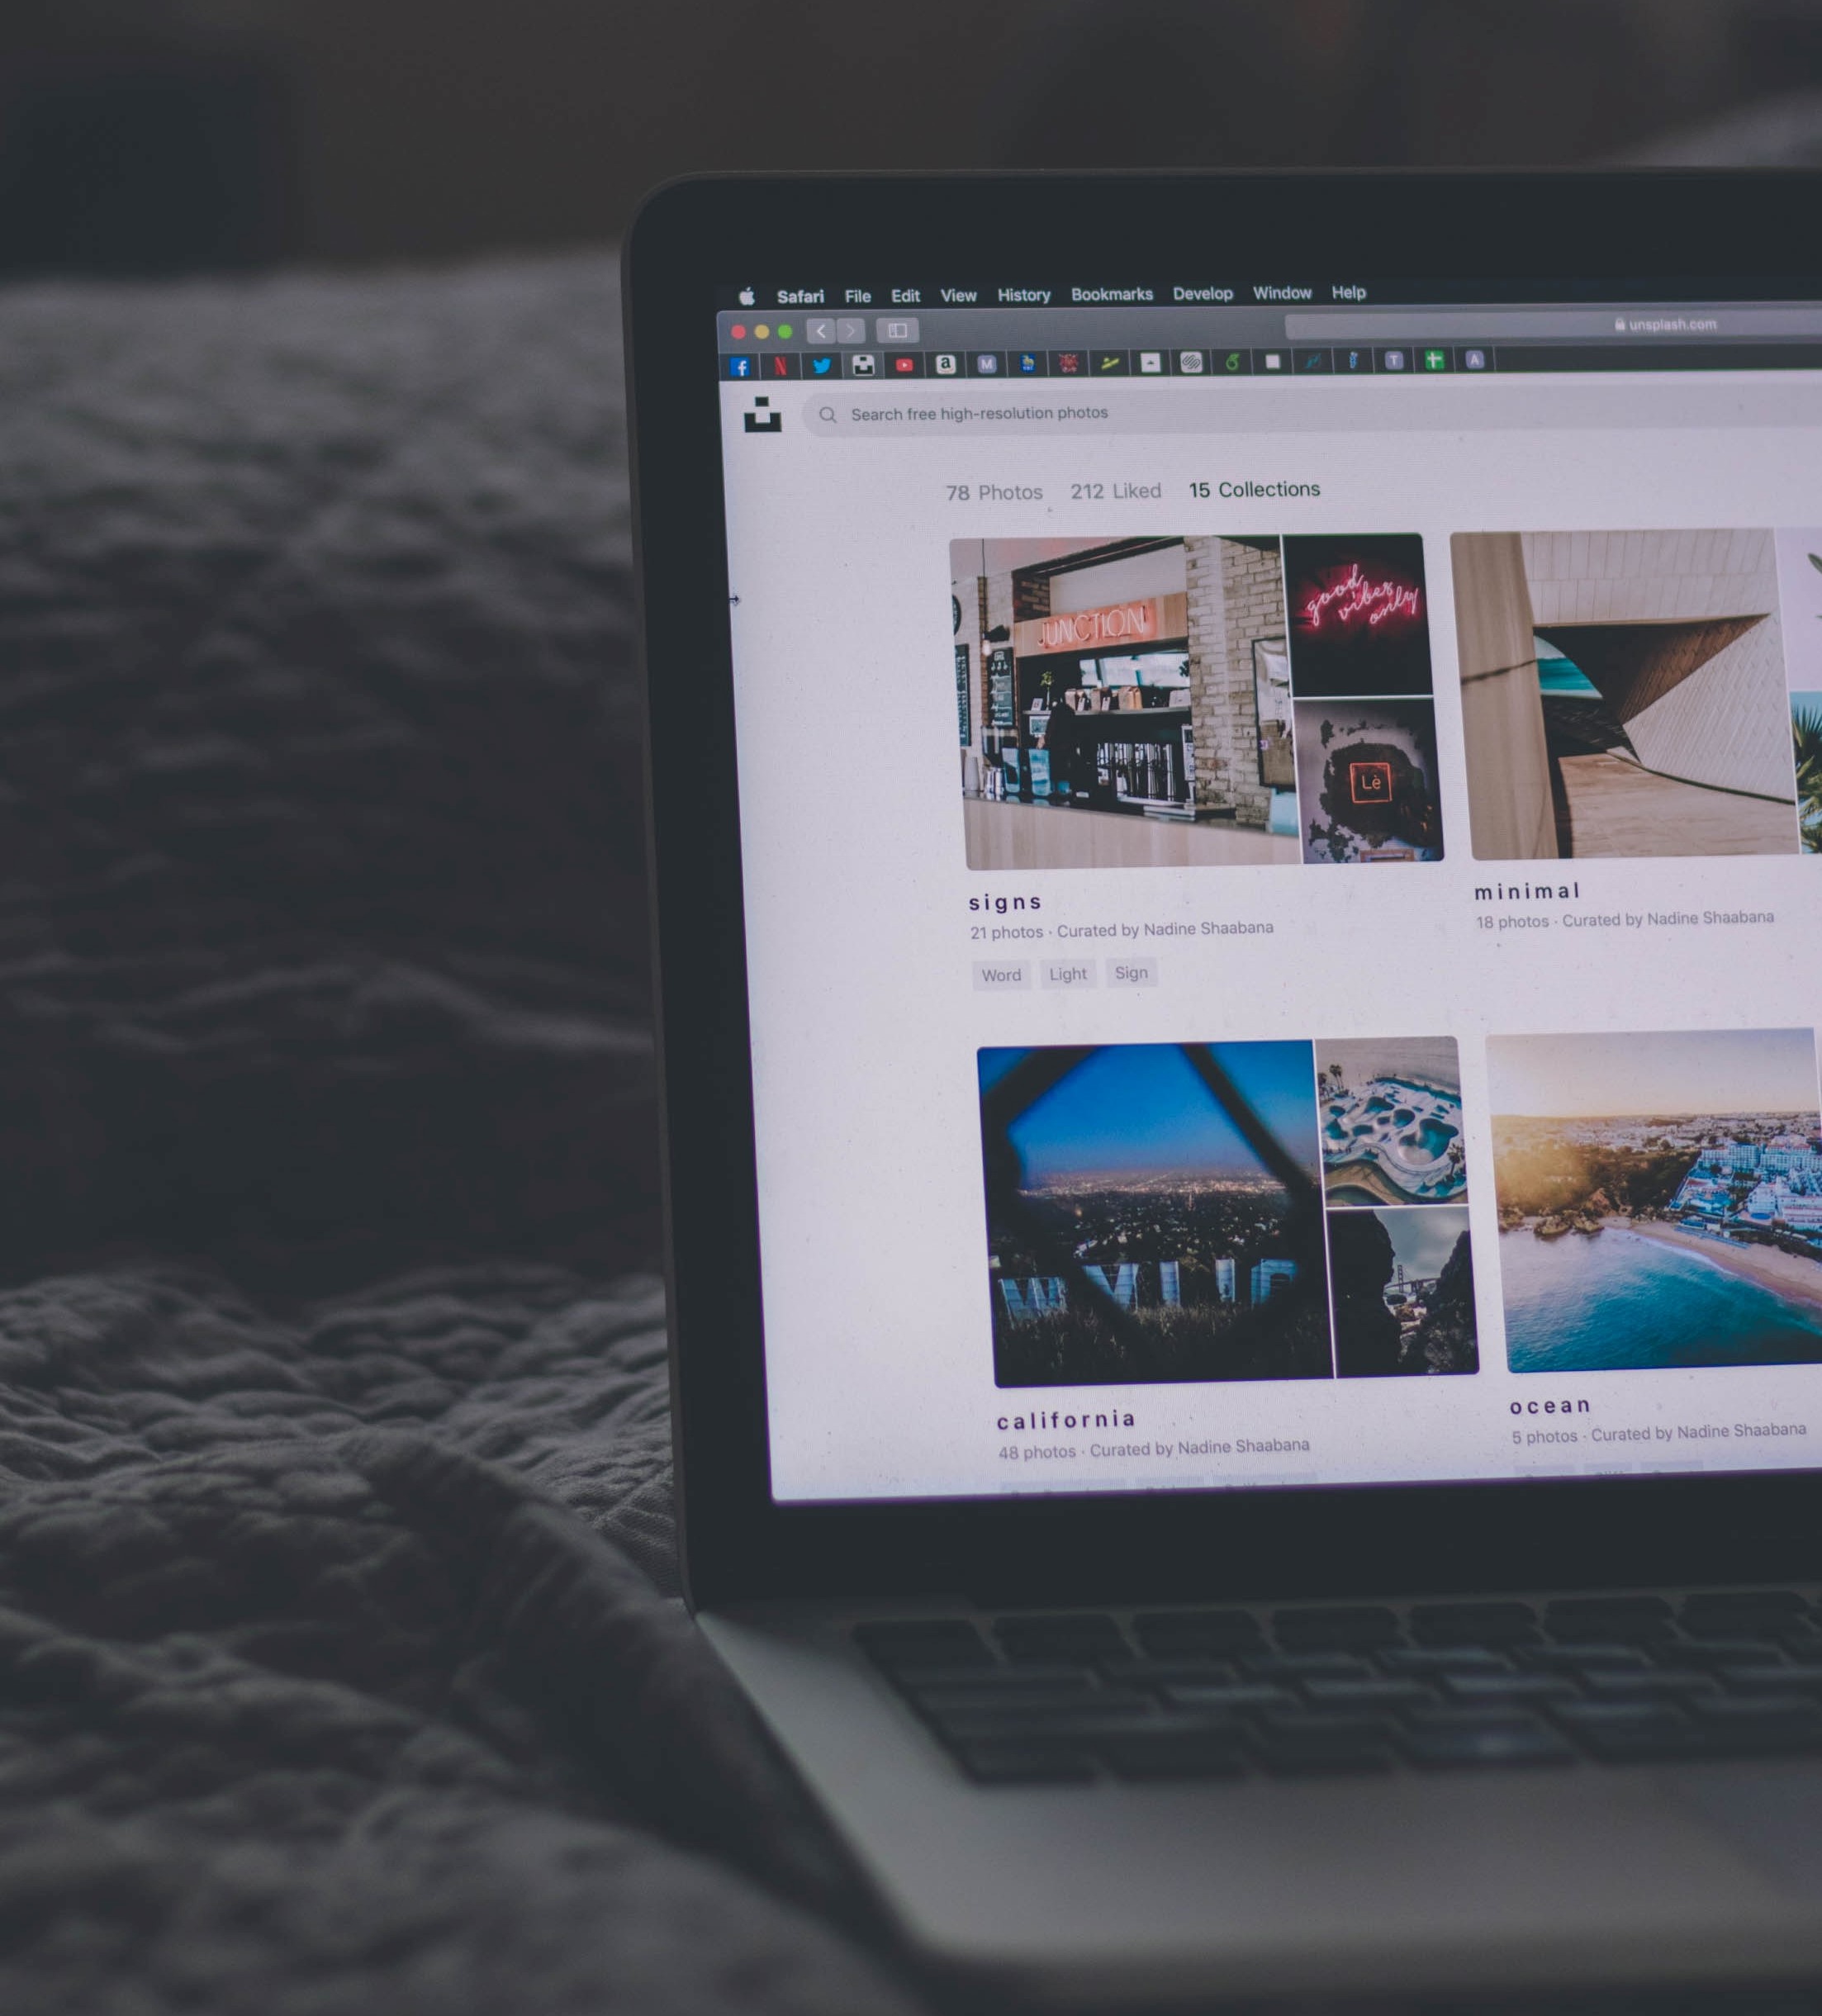 Safari File Edit View History Bookmarks Develop Window Help
unsplash.com
Search free high-resolution photos
78 Photos 212 Liked 15 Collections
JUNCTION
good
vibes
only
Lè
signs
21 photos · Curated by Nadine Shaabana
Word Light Sign
minimal
18 photos · Curated by Nadine Shaabana
california
48 photos · Curated by Nadine Shaabana
ocean
5 photos · Curated by Nadine Shaabana